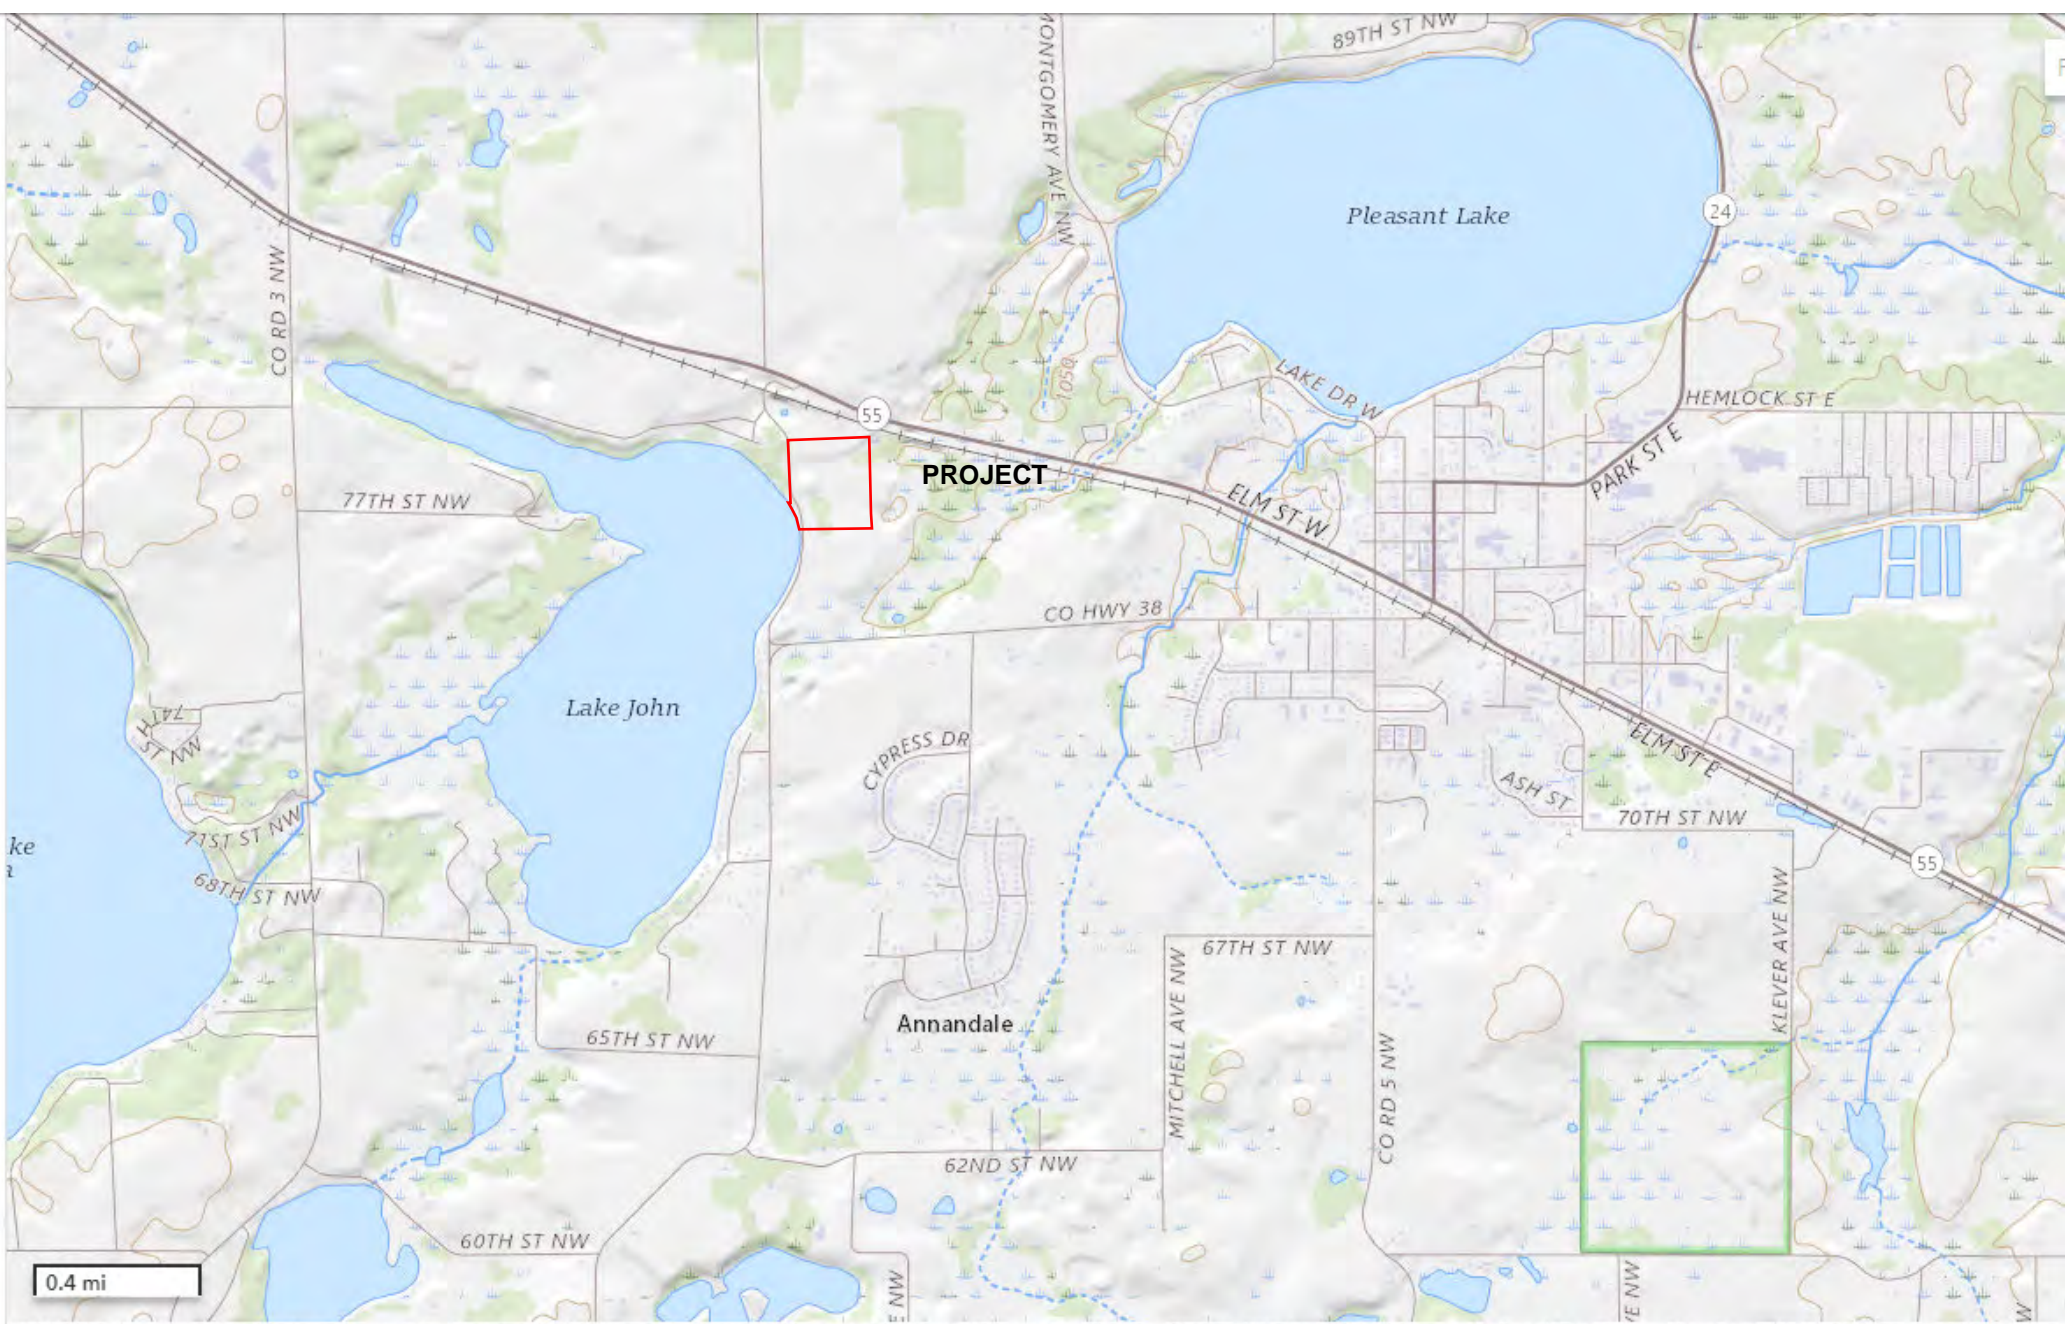 89TH ST NW
MONTGOMERY AVE NW
F
Pleasant Lake
24
CO RD 3 NW
1050
LAKE DR W
HEMLOCK ST E
55
PROJECT
PARK ST E
77TH ST NW
ELM ST W
CO HWY 38
Lake John
74TH
ST NW
CYPRESS DR
ELM ST E
ASH ST
70TH ST NW
71ST ST NW
ke
a
55
68TH ST NW
67TH ST NW
KLEVER AVE NW
MITCHELL AVE NW
Annandale
65TH ST NW
CO RD 5 NW
62ND ST NW
60TH ST NW
0.4 mi
E NW
VE NW
W